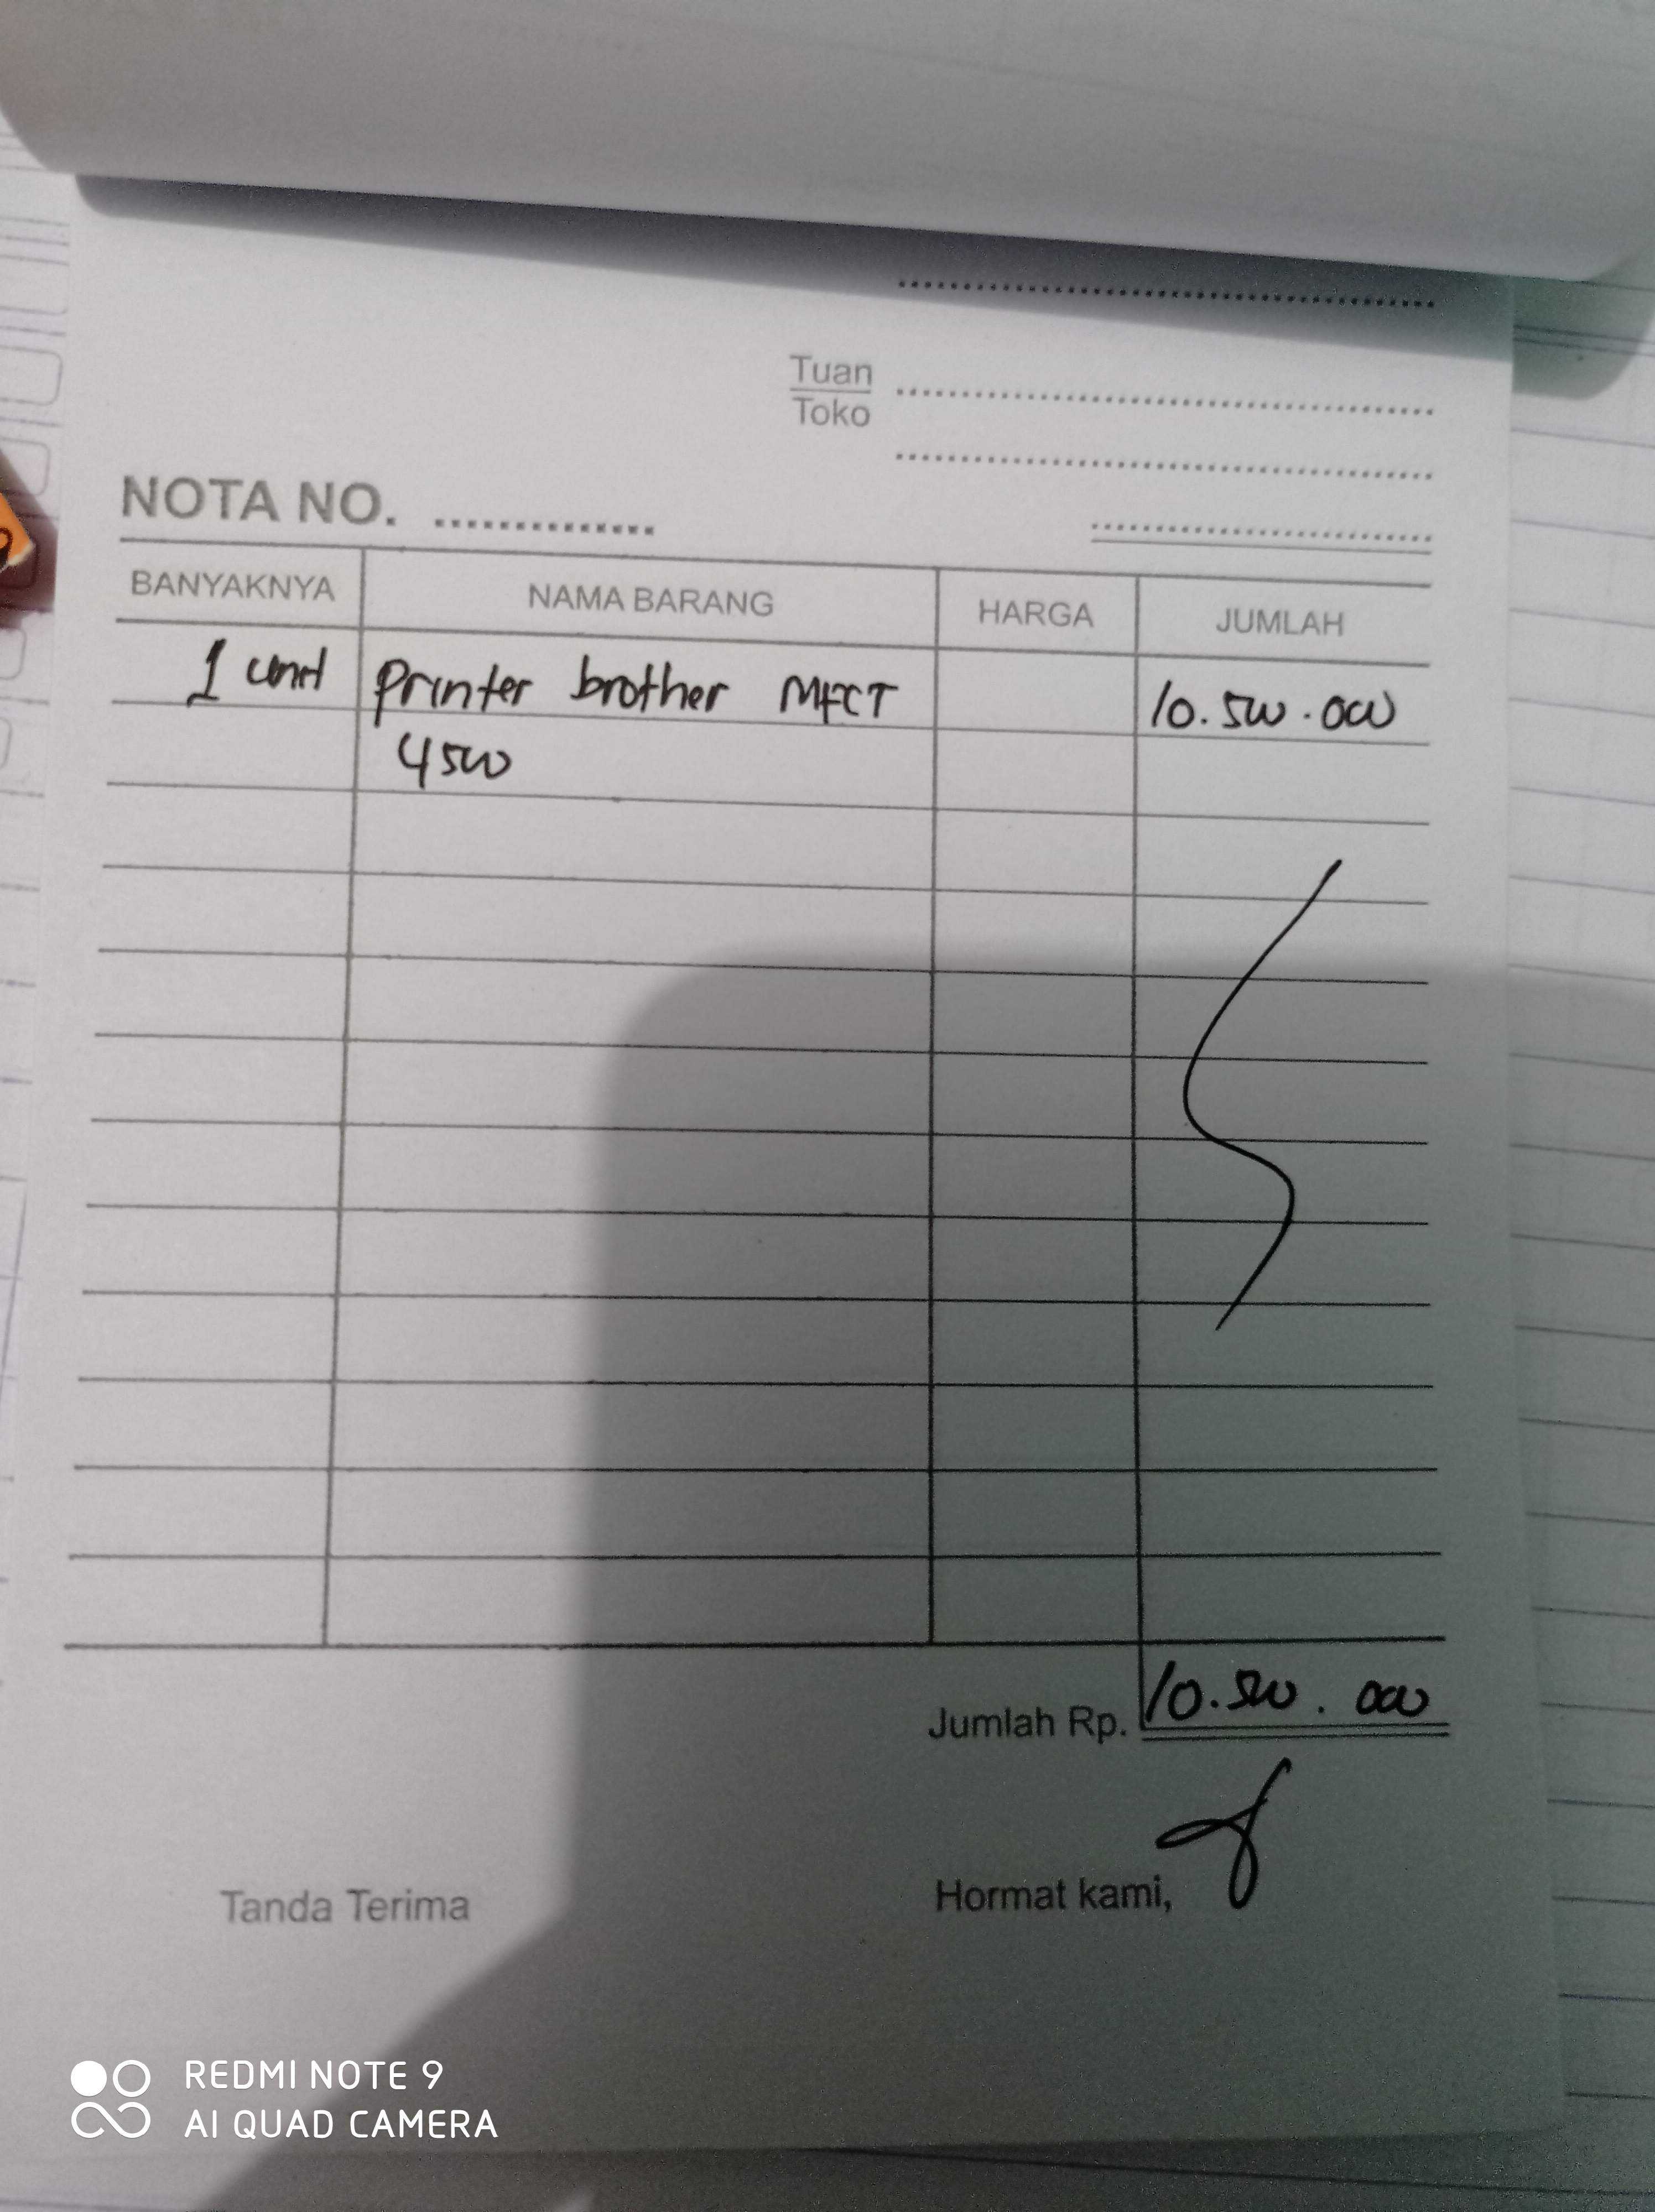 Tuan
Toko
NOTA NO.
BANYAKNYA NAMA BARANG HARGA JUMLAH
1 unit Printer brother MFCT 10.500.000
4500
Jumlah Rp. 10.500.000
Tanda Terima Hormat kami,
REDMI NOTE 9
AI QUAD CAMERA